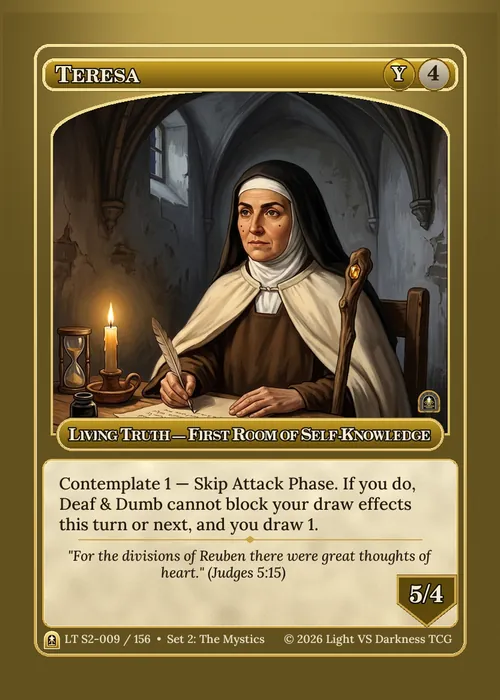 TERESA
Y 4
LIVING TRUTH — FIRST ROOM OF SELF-KNOWLEDGE
Contemplate 1 — Skip Attack Phase. If you do,
Deaf & Dumb cannot block your draw effects
this turn or next, and you draw 1.
"For the divisions of Reuben there were great thoughts of
heart." (Judges 5:15)
5/4
LT S2-009 / 156 • Set 2: The Mystics © 2026 Light VS Darkness TCG